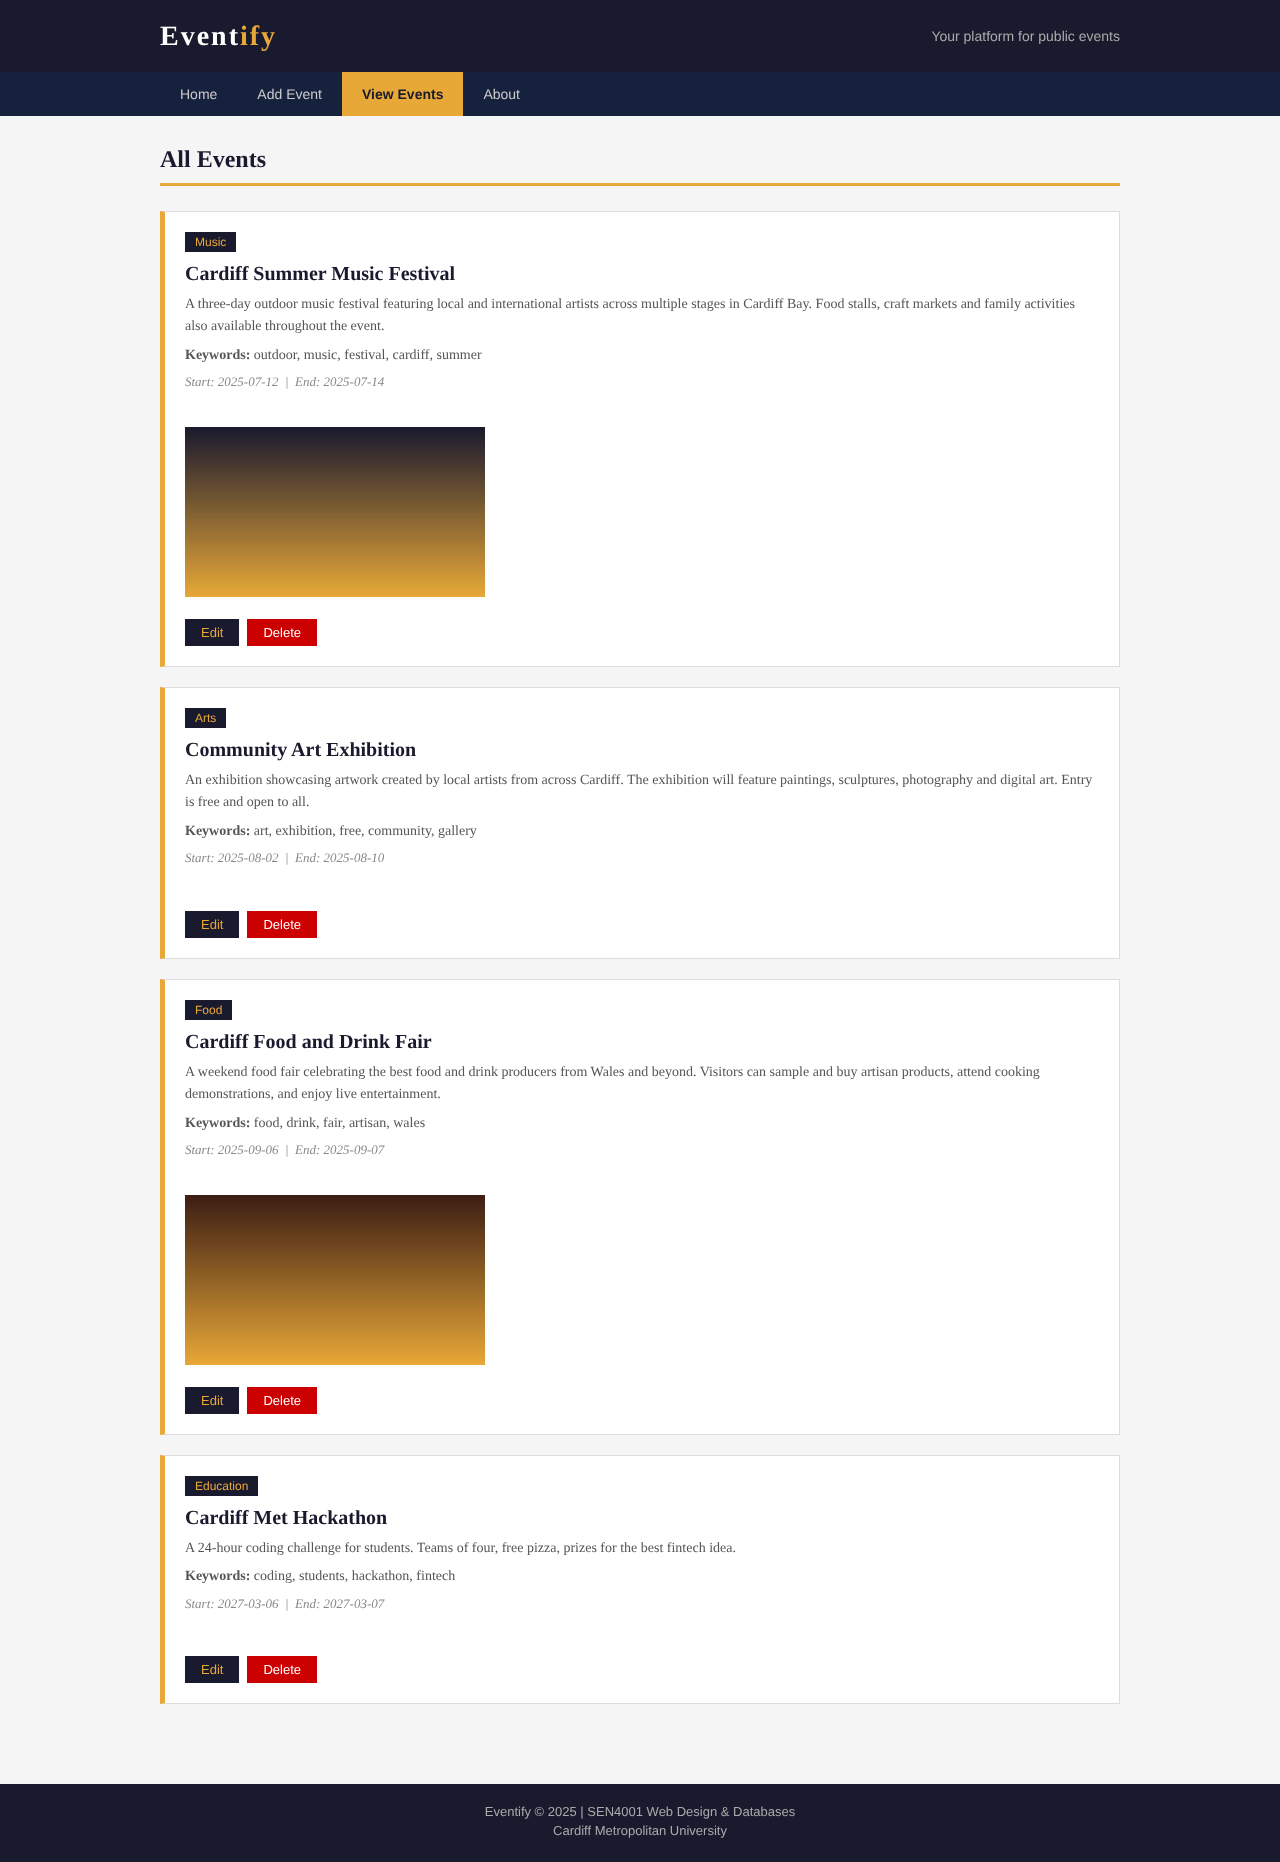 Eventify
Your platform for public events
Home
Add Event
View Events
About
All Events
Music
Cardiff Summer Music Festival
A three-day outdoor music festival featuring local and international artists across multiple stages in Cardiff Bay. Food stalls, craft markets and family activities
also available throughout the event.
Keywords: outdoor, music, festival, cardiff, summer
Start: 2025-07-12 | End: 2025-07-14
Edit
Delete
Arts
Community Art Exhibition
An exhibition showcasing artwork created by local artists from across Cardiff. The exhibition will feature paintings, sculptures, photography and digital art. Entry
is free and open to all.
Keywords: art, exhibition, free, community, gallery
Start: 2025-08-02 | End: 2025-08-10
Edit
Delete
Food
Cardiff Food and Drink Fair
A weekend food fair celebrating the best food and drink producers from Wales and beyond. Visitors can sample and buy artisan products, attend cooking
demonstrations, and enjoy live entertainment.
Keywords: food, drink, fair, artisan, wales
Start: 2025-09-06 | End: 2025-09-07
Edit
Delete
Education
Cardiff Met Hackathon
A 24-hour coding challenge for students. Teams of four, free pizza, prizes for the best fintech idea.
Keywords: coding, students, hackathon, fintech
Start: 2027-03-06 | End: 2027-03-07
Edit
Delete
Eventify © 2025 | SEN4001 Web Design & Databases
Cardiff Metropolitan University